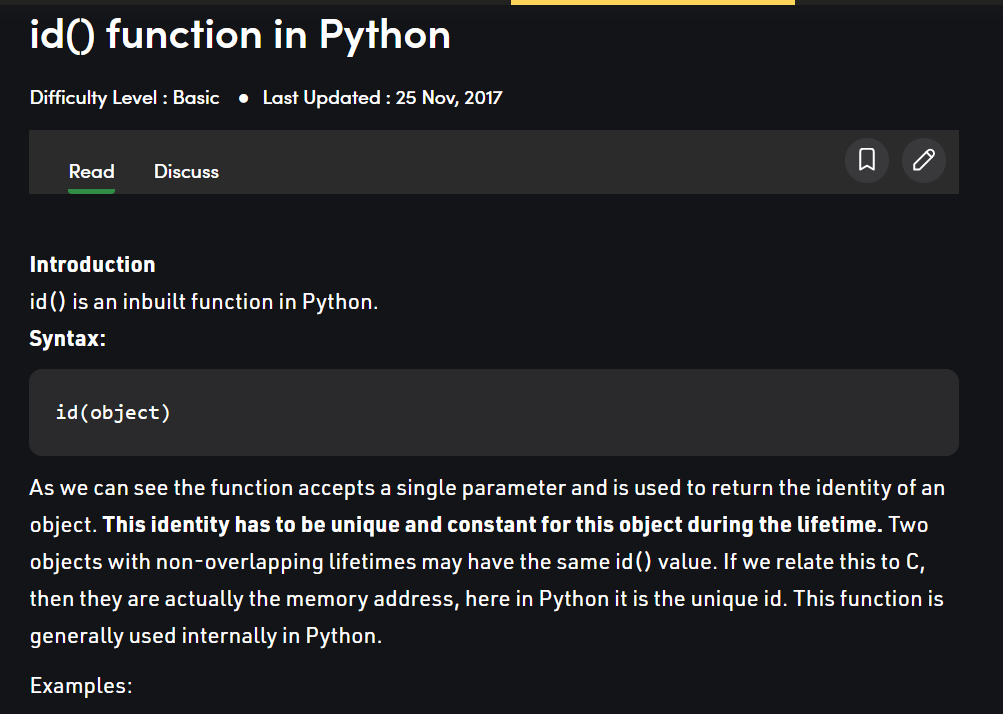 id() function in Python
Difficulty Level : Basic ● Last Updated : 25 Nov, 2017
Read Discuss
Introduction
id() is an inbuilt function in Python.
Syntax:
id(object)
As we can see the function accepts a single parameter and is used to return the identity of an
object. This identity has to be unique and constant for this object during the lifetime. Two
objects with non-overlapping lifetimes may have the same id() value. If we relate this to C,
then they are actually the memory address, here in Python it is the unique id. This function is
generally used internally in Python.
Examples: